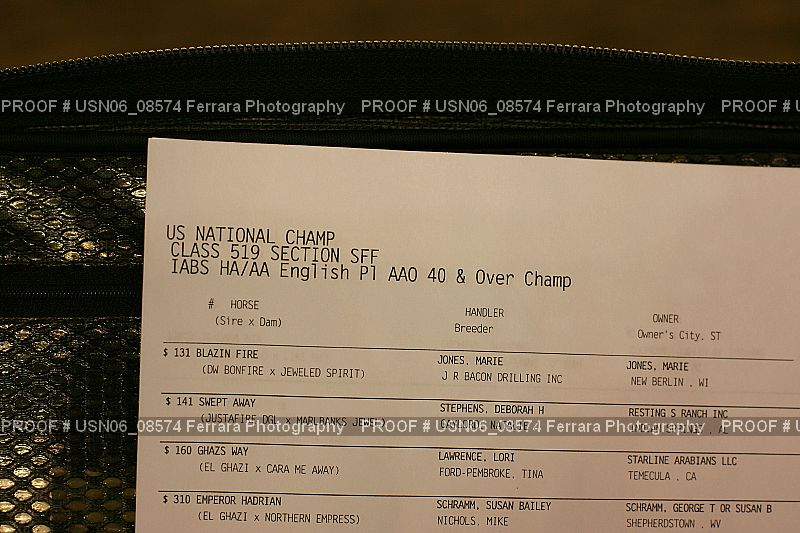 PROOF # USN06_08574 Ferrara Photography PROOF # USN06_08574 Ferrara Photography PROOF #
US NATIONAL CHAMP
CLASS 519 SECTION SFF
IABS HA/AA English Pl AAO 40 & Over Champ
# HORSE HANDLER OWNER
(Sire x Dam) Breeder Owner's City, ST
$ 131 BLAZIN FIRE JONES, MARIE JONES, MARIE
(DW BONFIRE x JEWELED SPIRIT) J R BACON DRILLING INC NEW BERLIN , WI
$ 141 SWEPT AWAY STEPHENS, DEBORAH H RESTING S RANCH INC
(JUSTAFIRE DGL x MARLBANKS
PROOF # USN06_08574 Ferrara Photography PROOF # USN06_08574 Ferrara Photography PROOF #
$ 160 GHAZS WAY LAWRENCE, LORI STARLINE ARABIANS LLC
(EL GHAZI x CARA ME AWAY) FORD-PEMBROKE, TINA TEMECULA , CA
$ 310 EMPEROR HADRIAN SCHRAMM, SUSAN BAILEY SCHRAMM, GEORGE T OR SUSAN B
(EL GHAZI x NORTHERN EMPRESS) NICHOLS, MIKE SHEPHERDSTOWN , WV